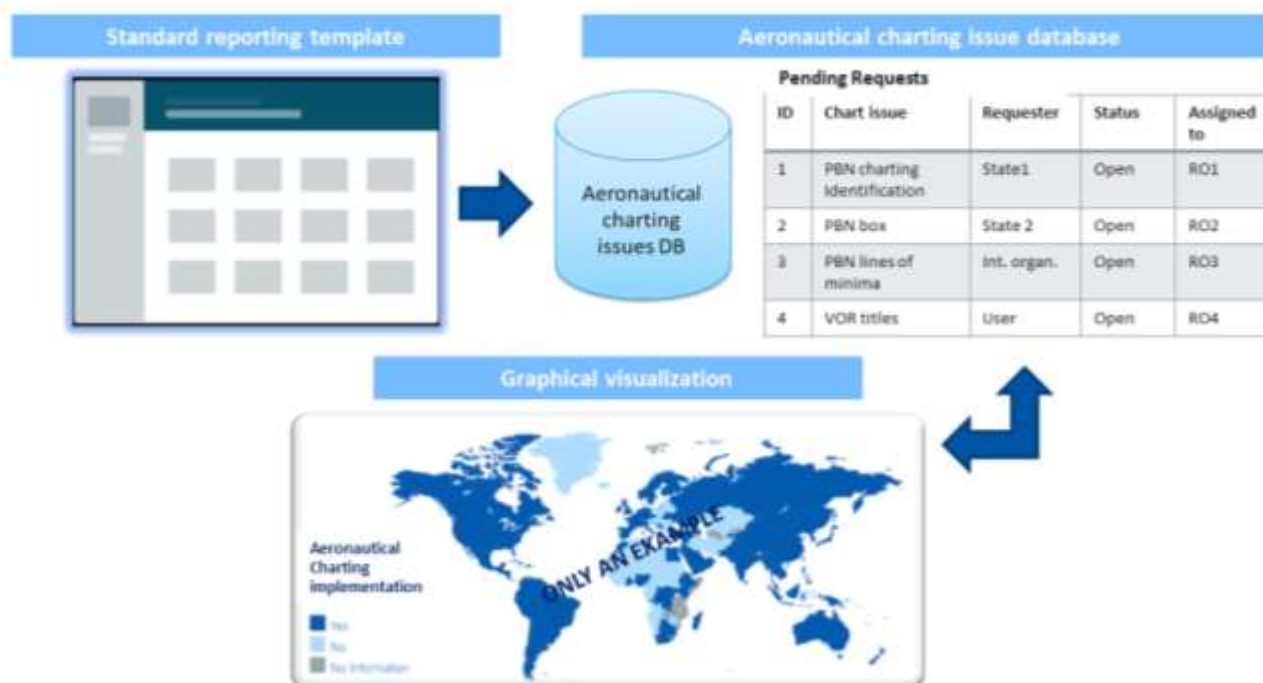 Standard reporting template
Aeronautical charting issue database
Pending Requests
ID Chart issue Requester Status Assigned to
1 PBN charting Identification State1 Open RO1
2 PBN box State 2 Open RO2
3 PBN lines of minima Int. organ. Open RO3
4 VOR titles User Open RO4
Aeronautical
charting
issues DB
Graphical visualization
ONLY AN EXAMPLE
Aeronautical
Charting
implementation
Yes
No
No Information